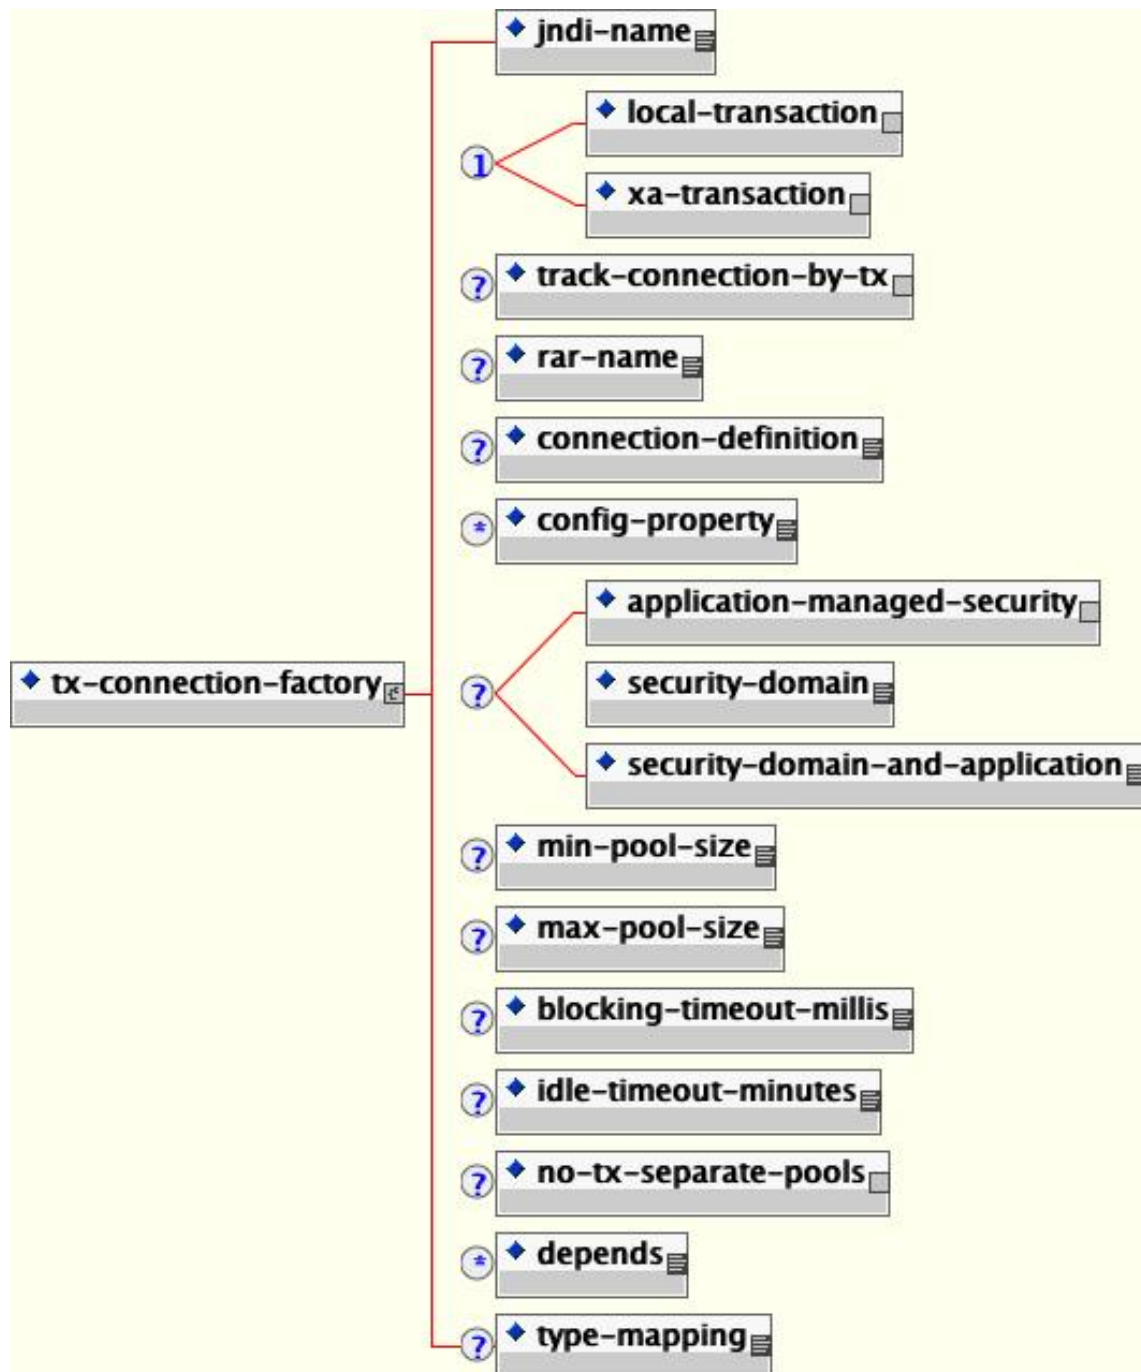 jndi-name
local-transaction
1
xa-transaction
? track-connection-by-tx
? rar-name
? connection-definition
* config-property
application-managed-security
tx-connection-factory
? security-domain
security-domain-and-application
? min-pool-size
? max-pool-size
? blocking-timeout-millis
? idle-timeout-minutes
? no-tx-separate-pools
* depends
? type-mapping